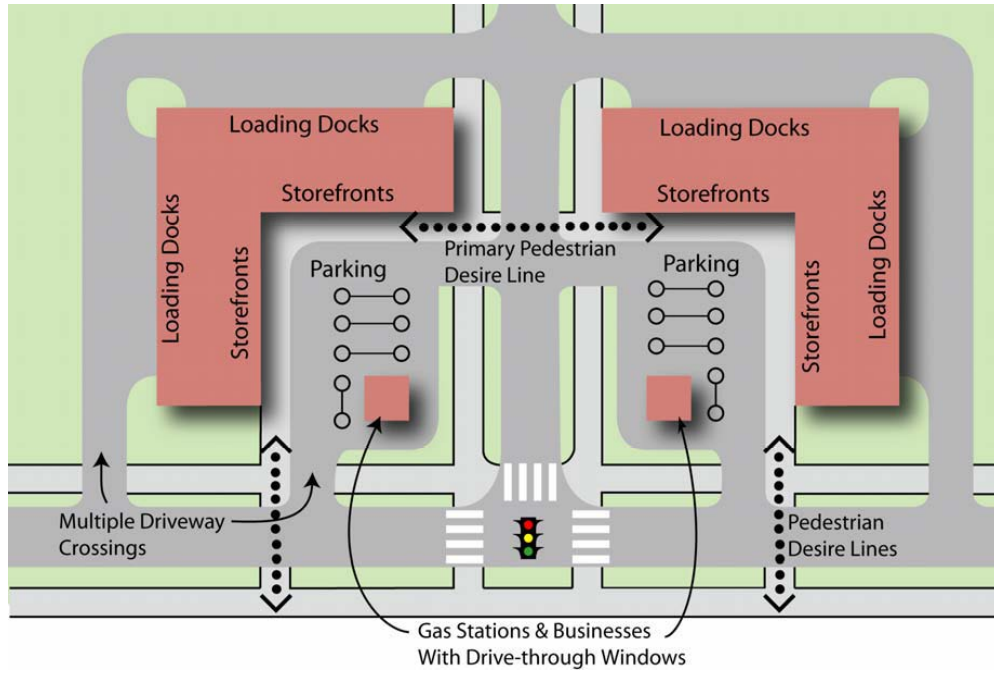 Loading Docks
Loading Docks
Storefronts
Storefronts
Loading Docks
Storefronts
Primary Pedestrian
Desire Line
Parking
Parking
Storefronts
Loading Docks
Multiple Driveway
Crossings
Pedestrian
Desire Lines
Gas Stations & Businesses
With Drive-through Windows